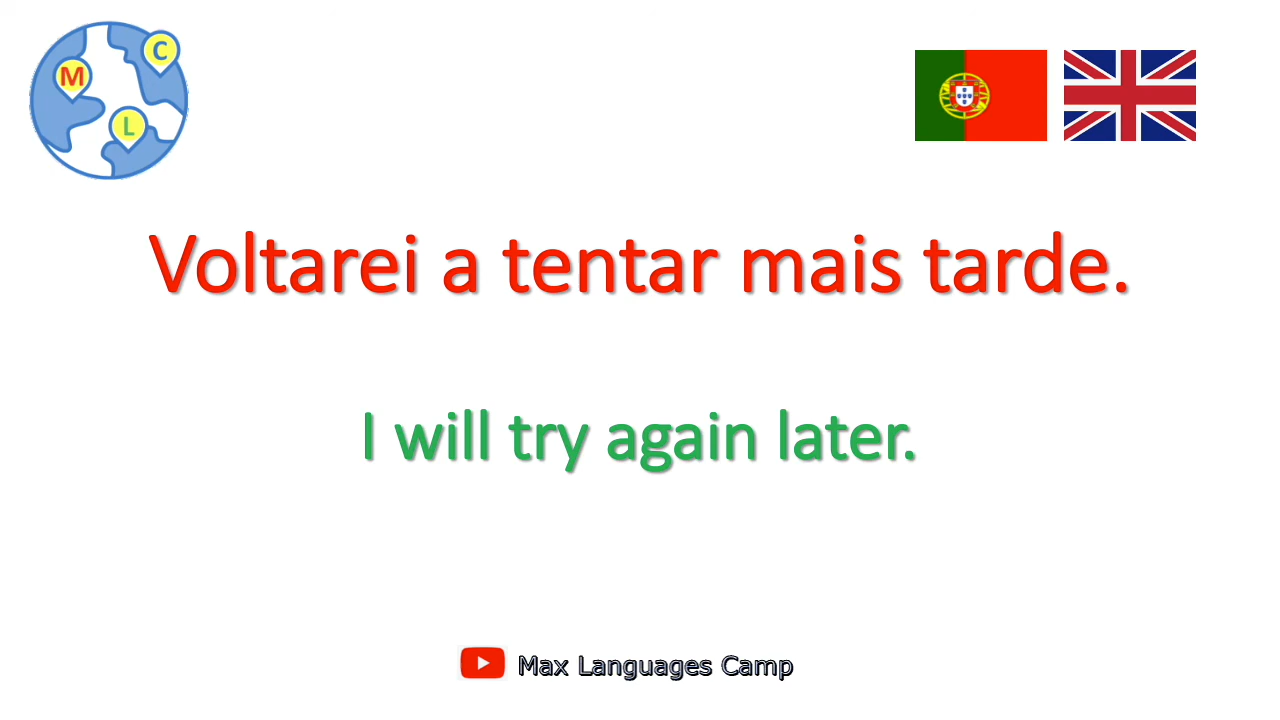 C
M
L
Voltarei a tentar mais tarde.
I will try again later.
Max Languages Camp